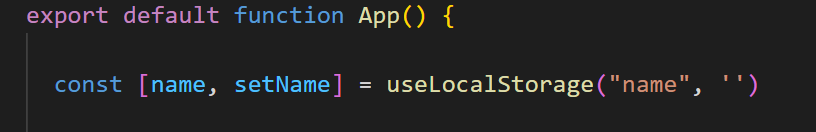 export default function App() {
const [name, setName] = useLocalStorage("name", '')